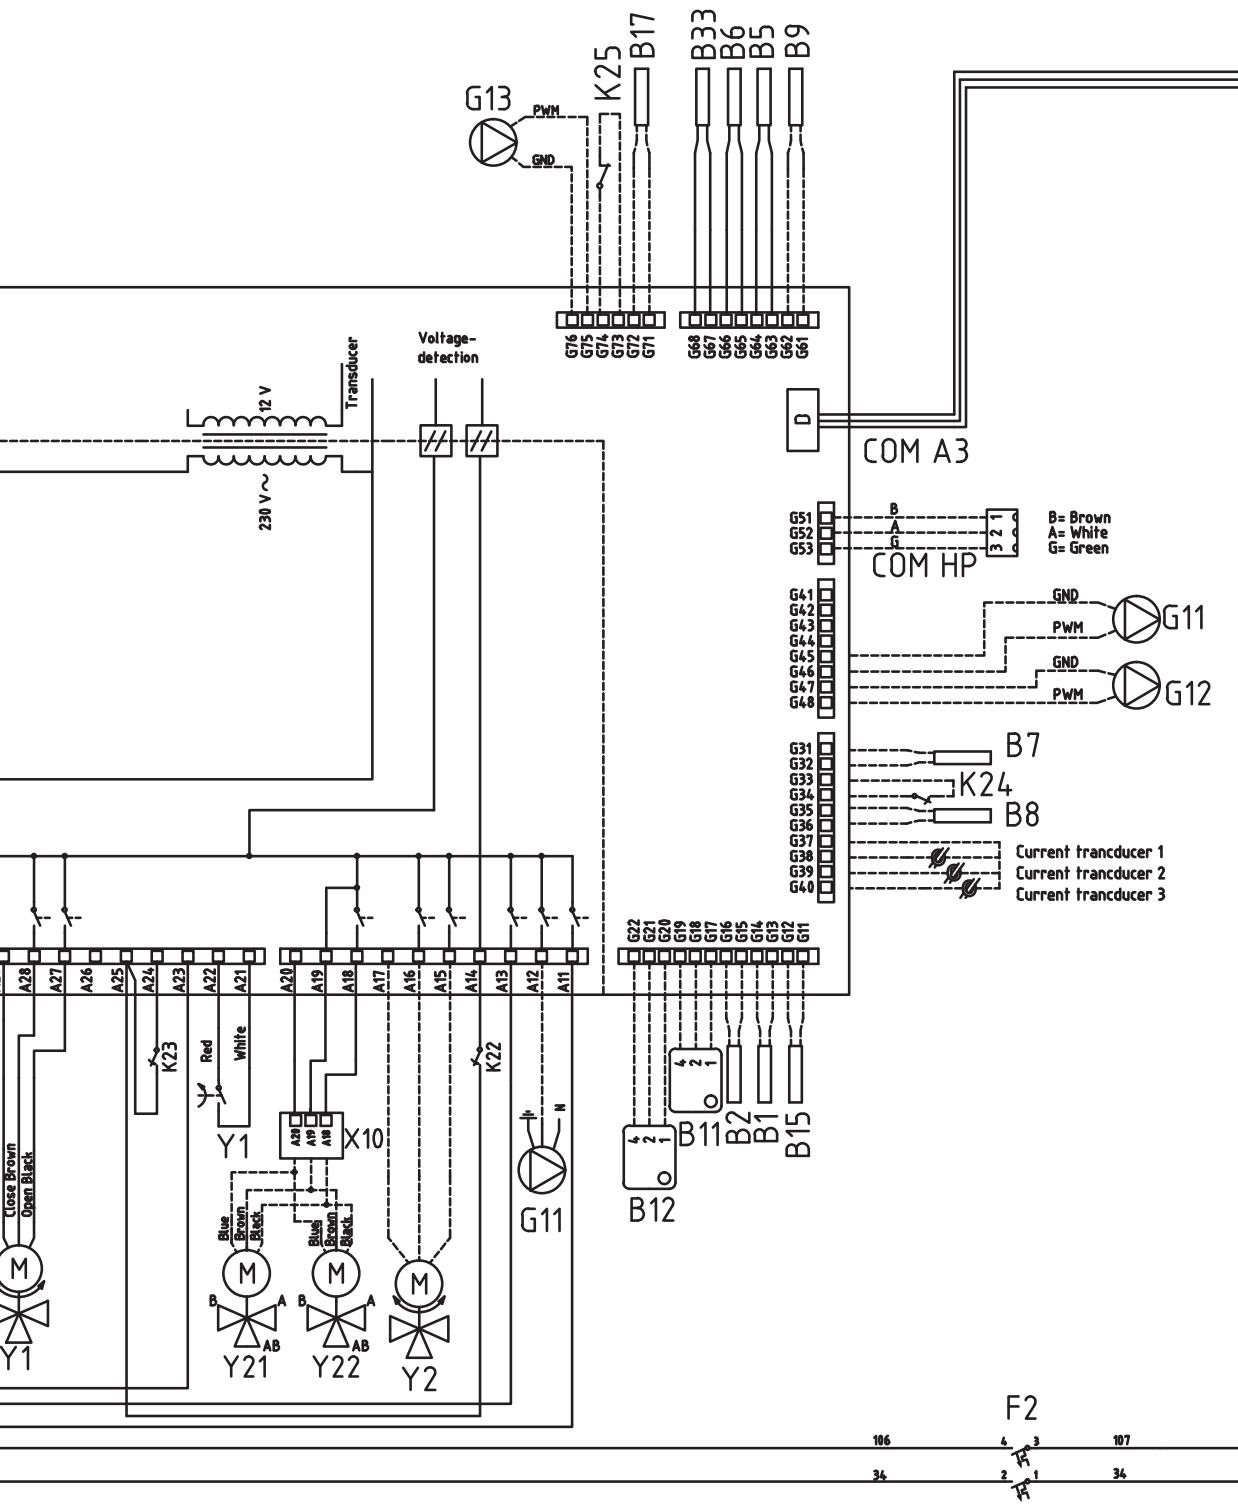 G13
PWM
GND
K25
B17
B33
B6
B5
B9
G76
G75
G74
G73
G72
G71
G68
G67
G66
G65
G64
G63
G62
G61
Voltage-
detection
Transducer
12 V
230 V ~
D
COM A3
G51
G52
G53
B
A
G
COM HP
1
2
3
B= Brown
A= White
G= Green
G41
G42
G43
G44
G45
G46
G47
G48
GND
PWM
G11
GND
PWM
G12
G31
G32
G33
G34
G35
G36
G37
G38
G39
G40
B7
K24
B8
Current trancducer 1
Current trancducer 2
Current trancducer 3
G22
G21
G20
G19
G18
G17
G16
G15
G14
G13
G12
G11
A28
A27
A26
A25
A24
A23
A22
A21
A20
A19
A18
A17
A16
A15
A14
A13
A12
A11
K23
Red
White
Y1
K22
A20
A19
A18
X10
N
G11
4
2
1
B11
4
2
1
B12
B2
B1
B15
Close Brown
Open Black
Blue
Brown
Black
Blue
Brown
Black
M
M
M
M
B
A
AB
B
A
AB
Y1
Y21
Y22
Y2
F2
106
4
3
107
34
2
1
34